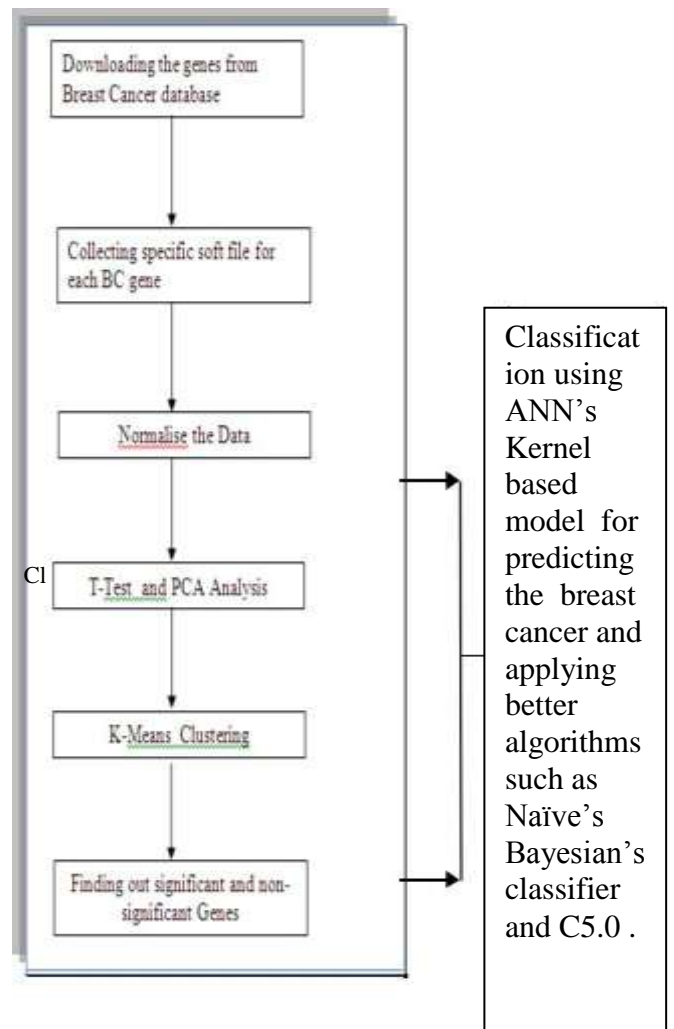 Downloading the genes from
Breast Cancer database
Collecting specific soft file for
each BC gene
Normalise the Data
Cl
T-Test and PCA Analysis
K-Means Clustering
Finding out significant and non-
significant Genes
Classificat
ion using
ANN’s
Kernel
based
model for
predicting
the breast
cancer and
applying
better
algorithms
such as
Naïve’s
Bayesian’s
classifier
and C5.0 .